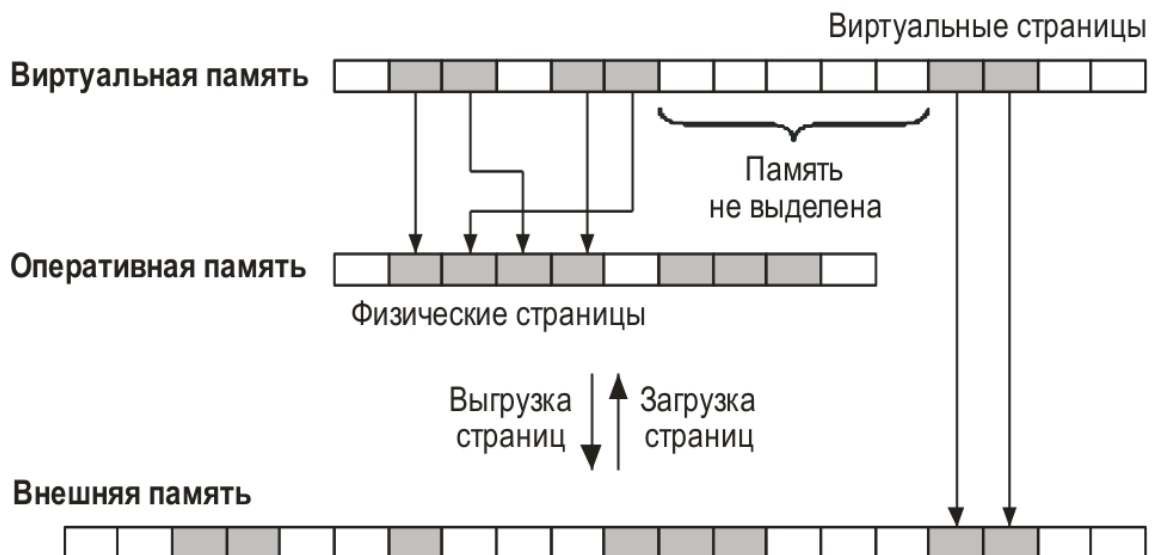 Виртуальные страницы
Виртуальная память
Память
не выделена
Оперативная память
Физические страницы
Выгрузка
страниц
Загрузка
страниц
Внешняя память